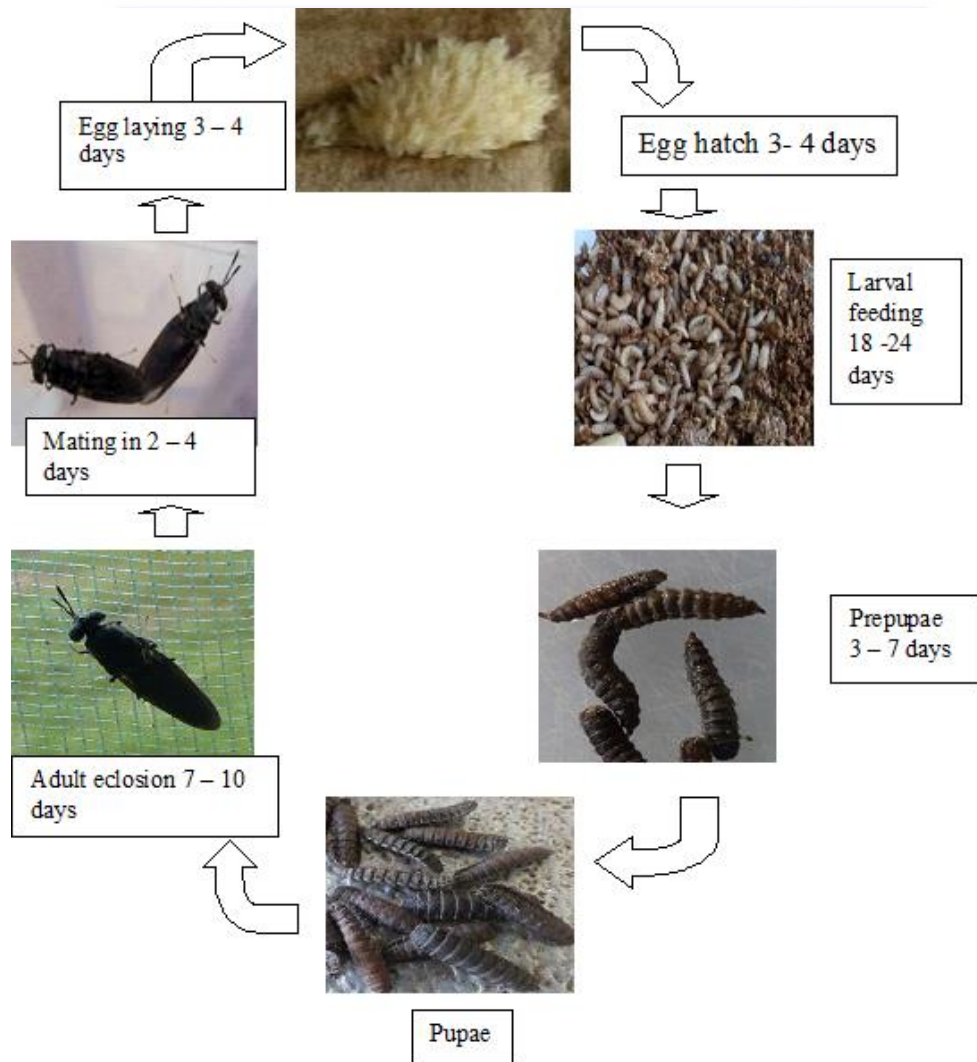 Egg laying 3 – 4
days
Egg hatch 3- 4 days
Larval
feeding
18 -24
days
Mating in 2 – 4
days
Prepupae
3 – 7 days
Adult eclosion 7 – 10
days
Pupae